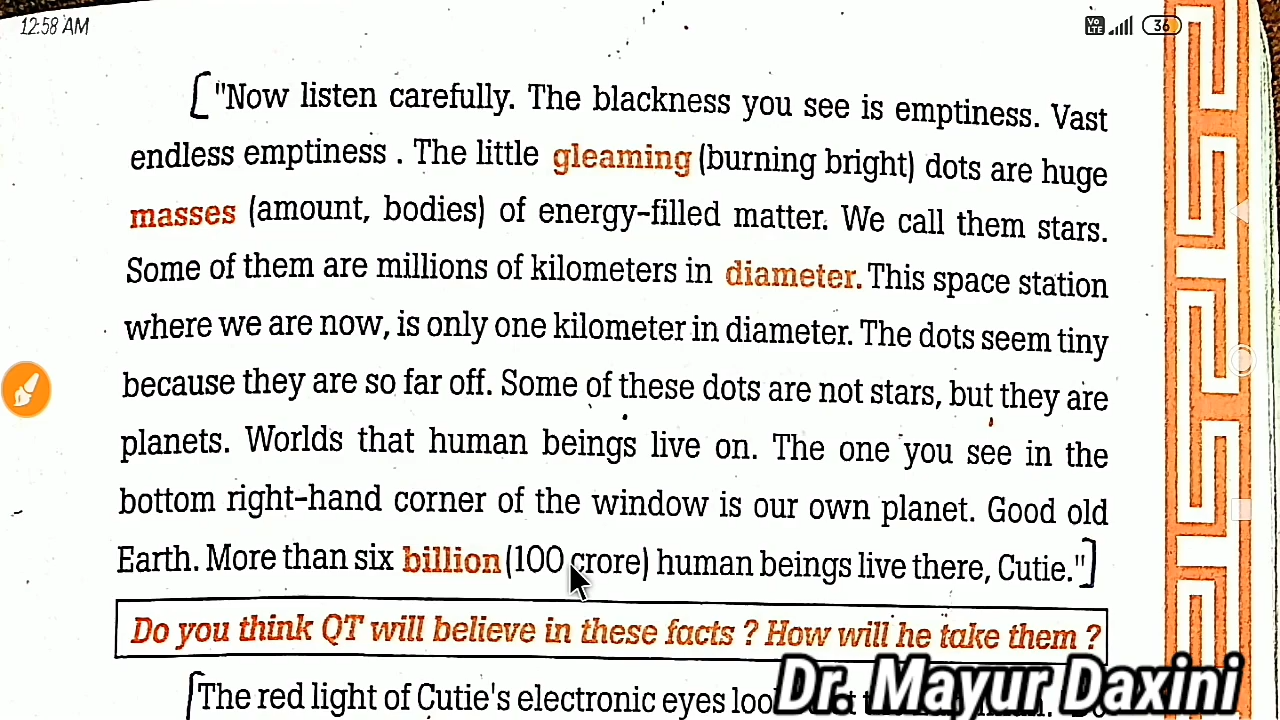 12:58 AM
Vo LTE 36
["Now listen carefully. The blackness you see is emptiness. Vast
endless emptiness . The little gleaming (burning bright) dots are huge
masses (amount, bodies) of energy-filled matter. We call them stars.
Some of them are millions of kilometers in diameter. This space station
where we are now, is only one kilometer in diameter. The dots seem tiny
because they are so far off. Some of these dots are not stars, but they are
planets. Worlds that human beings live on. The one you see in the
bottom right-hand corner of the window is our own planet. Good old
Earth. More than six billion (100 crore) human beings live there, Cutie."]
Do you think QT will believe in these facts ? How will he take them ?
[The red light of Cutie's electronic eyes
Dr. Mayur Daxini